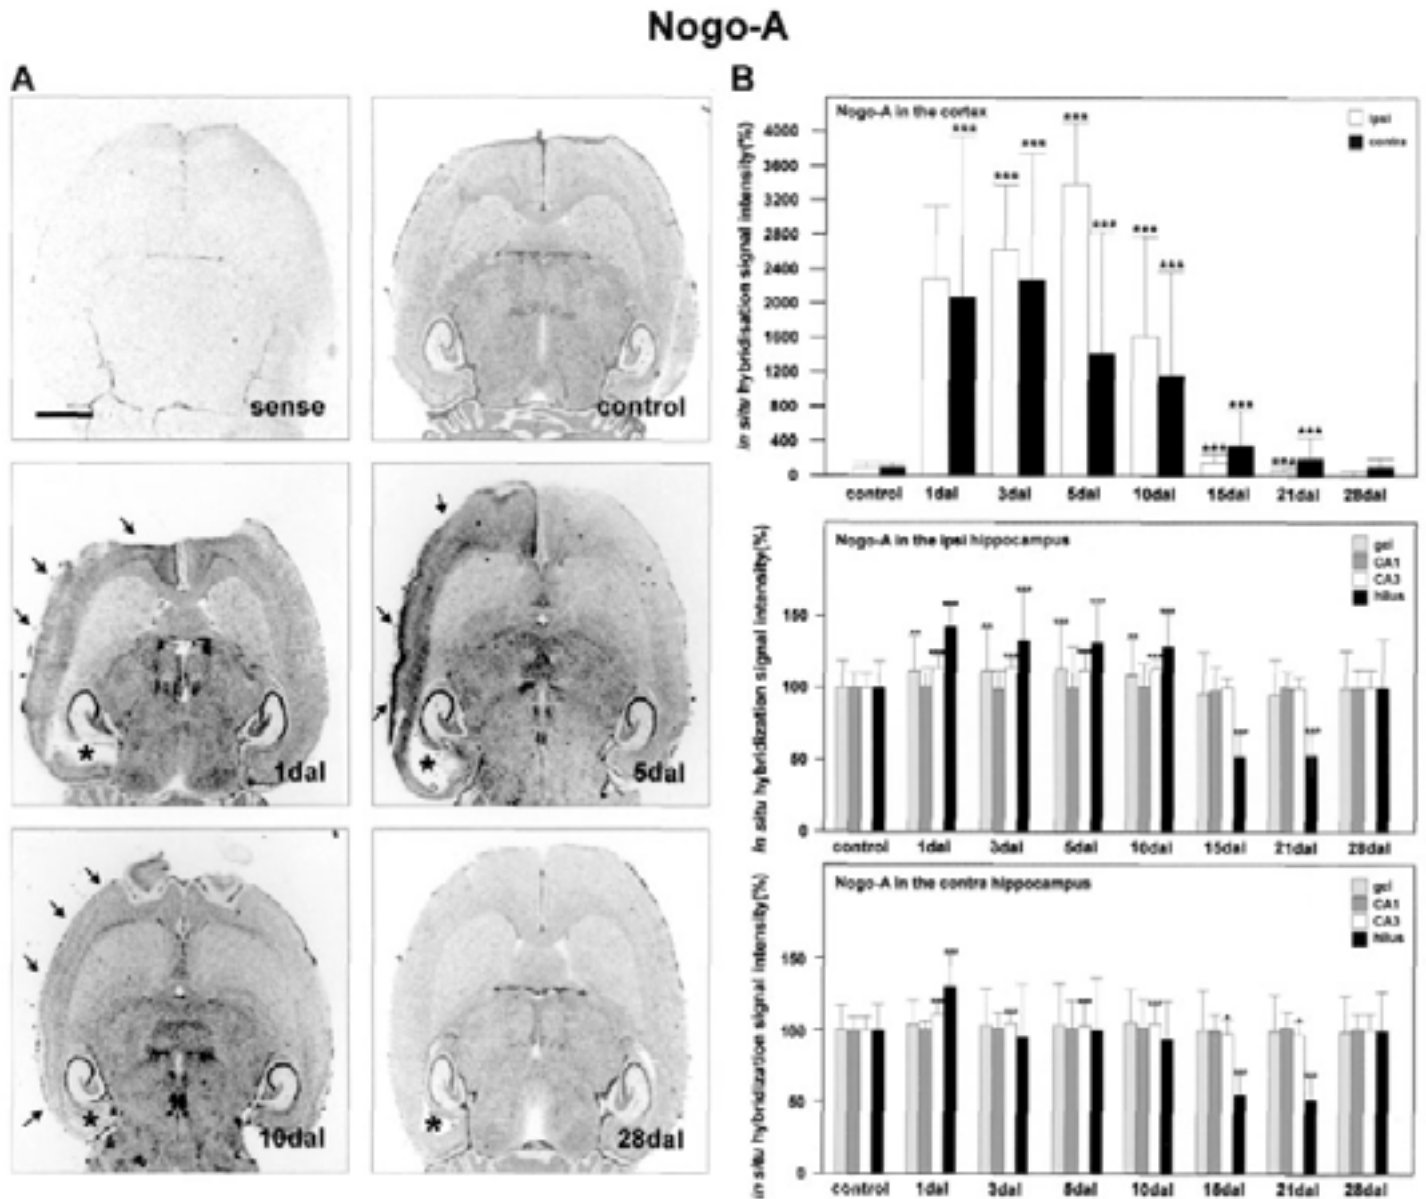 Nogo-A
A
B
sense
control
1dal
*
5dal
*
10dal
*
28dal
*
Nogo-A in the cortex
ipsi
contra
in situ hybridisation signal intensity(%)
4000
3600
3200
2800
2400
2000
1600
1200
800
400
0
control 1dal 3dal 5dal 10dal 15dal 21dal 28dal
Nogo-A in the ipsi hippocampus
gcl
CA1
CA3
hilus
in situ hybridization signal intensity(%)
150
100
50
0
control 1dal 3dal 5dal 10dal 15dal 21dal 28dal
Nogo-A in the contra hippocampus
gcl
CA1
CA3
hilus
in situ hybridization signal intensity(%)
150
100
50
0
control 1dal 3dal 5dal 10dal 15dal 21dal 28dal